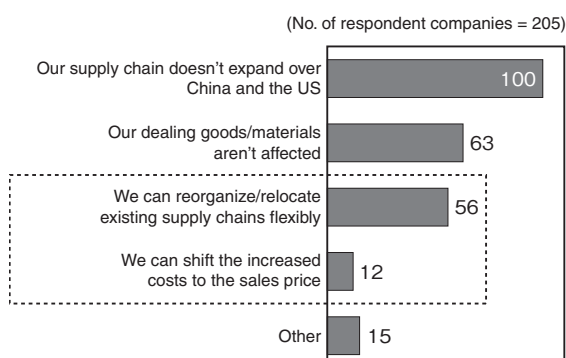 (No. of respondent companies = 205)
Our supply chain doesn't expand over
China and the US
100
Our dealing goods/materials
aren't affected
63
We can reorganize/relocate
existing supply chains flexibly
56
We can shift the increased
costs to the sales price
12
Other
15